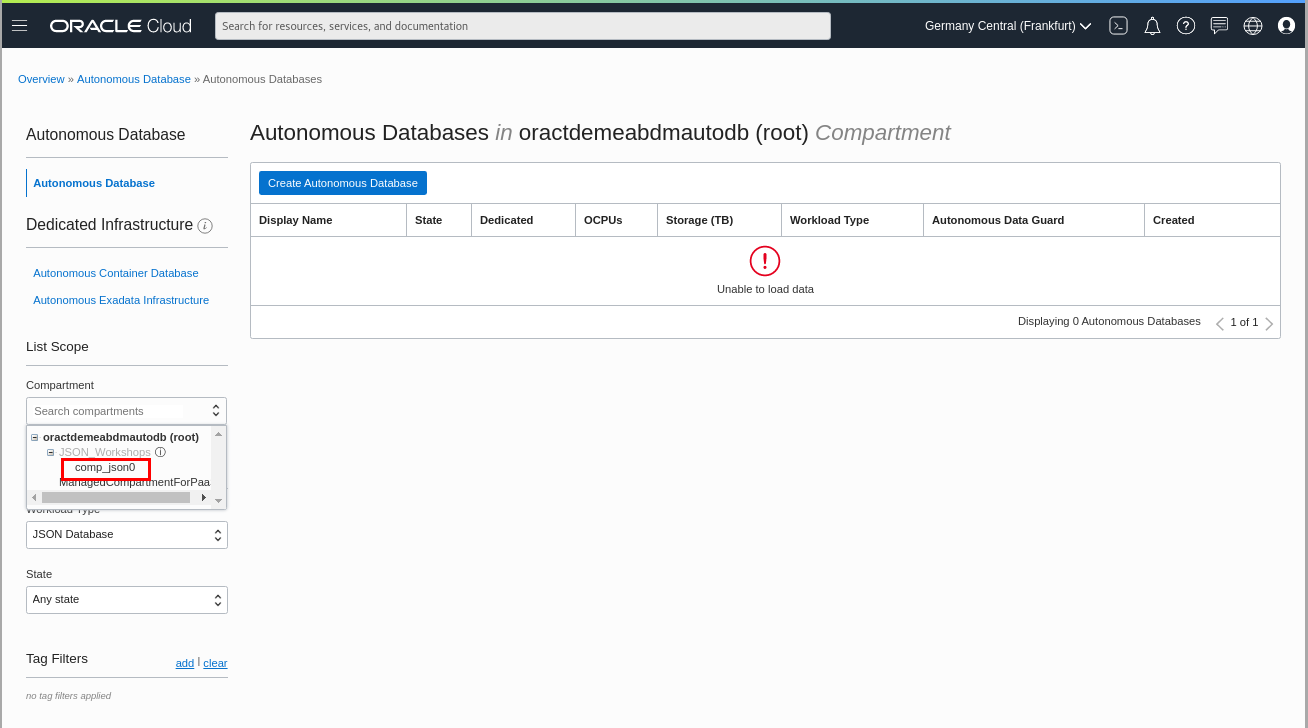 ORACLE Cloud
Search for resources, services, and documentation
Germany Central (Frankfurt)
Overview » Autonomous Database » Autonomous Databases
Autonomous Database
Autonomous Database
Dedicated Infrastructure
Autonomous Container Database
Autonomous Exadata Infrastructure
List Scope
Compartment
Search compartments
oractdemeabdmautodb (root)
JSON_Workshops
comp_json0
ManagedCompartmentForPaa
Workload Type
JSON Database
State
Any state
Tag Filters
add | clear
no tag filters applied
Autonomous Databases in oractdemeabdmautodb (root) Compartment
Create Autonomous Database
Display Name State Dedicated OCPUs Storage (TB) Workload Type Autonomous Data Guard Created
Unable to load data
Displaying 0 Autonomous Databases 1 of 1